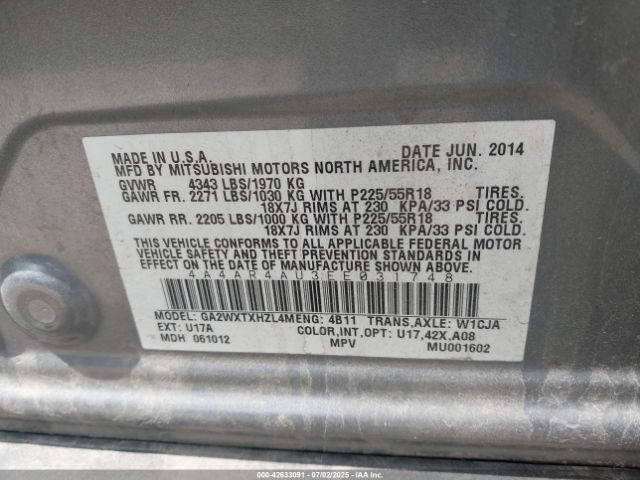 MADE IN U.S.A. DATE JUN. 2014
MFD BY MITSUBISHI MOTORS NORTH AMERICA, INC.
GVWR 4343 LBS/1970 KG
GAWR FR. 2271 LBS/1030 KG WITH P225/55R18 TIRES.
18X7J RIMS AT 230 KPA/33 PSI COLD.
GAWR RR. 2205 LBS/1000 KG WITH P225/55R18 TIRES.
18X7J RIMS AT 230 KPA/33 PSI COLD.
THIS VEHICLE CONFORMS TO ALL APPLICABLE FEDERAL MOTOR
VEHICLE SAFETY AND THEFT PREVENTION STANDARDS IN
EFFECT ON THE DATE OF MANUFACTURE SHOWN ABOVE.
4A4AR4AU3EE031748
MODEL: GA2WXTXHZL4MENG: 4B11 TRANS,AXLE: W1CJA
EXT: U17A COLOR,INT,OPT: U17,42X,A08
MDH 061012 MPV MU001602
000-42633091 07/02/2025 IAAI.COM